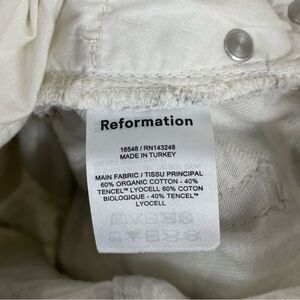 Reformation
16548 / RN143248
MADE IN TURKEY
MAIN FABRIC / TISSU PRINCIPAL
60% ORGANIC COTTON - 40%
TENCEL™ LYOCELL 60% COTON
BIOLOGIQUE - 40% TENCEL™
LYOCELL